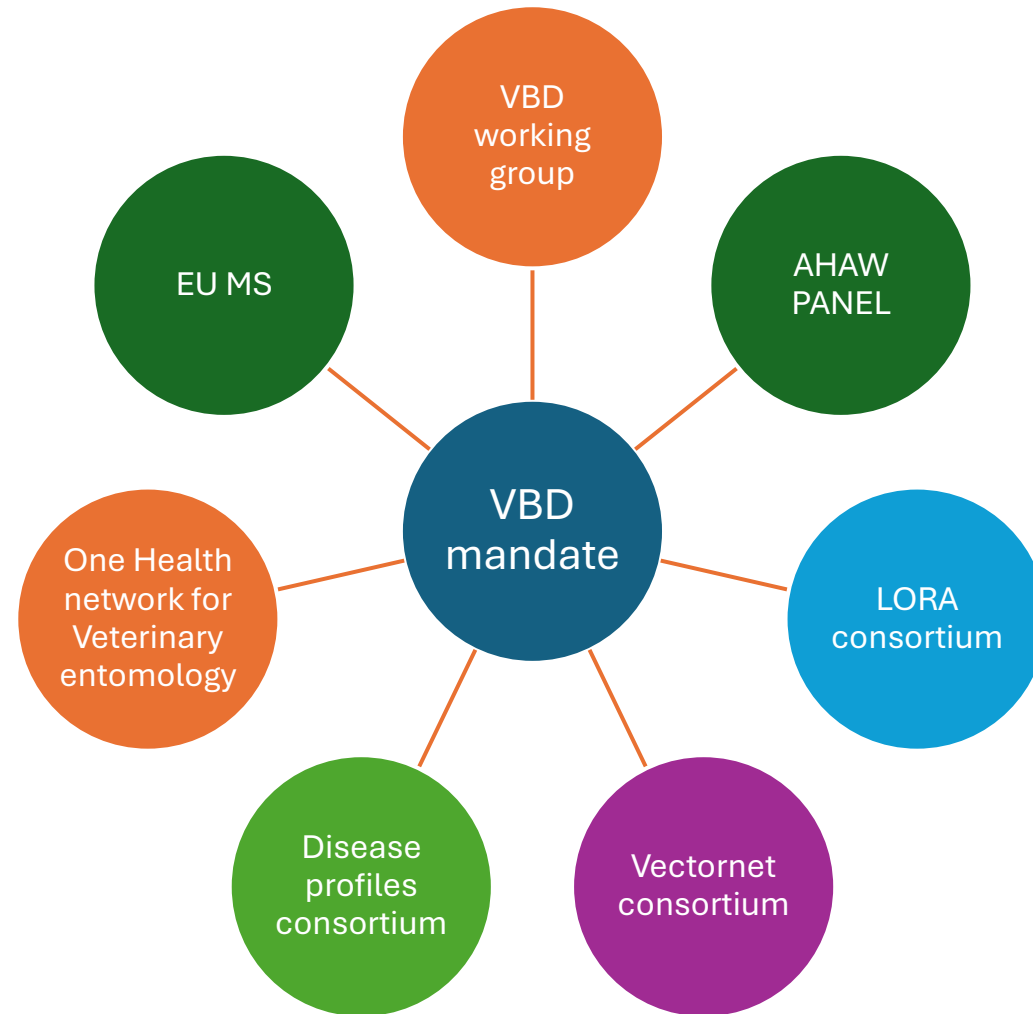 VBD
working
group
EU MS
AHAW
PANEL
VBD
mandate
One Health
network for
Veterinary
entomology
LORA
consortium
Disease
profiles
consortium
Vectornet
consortium